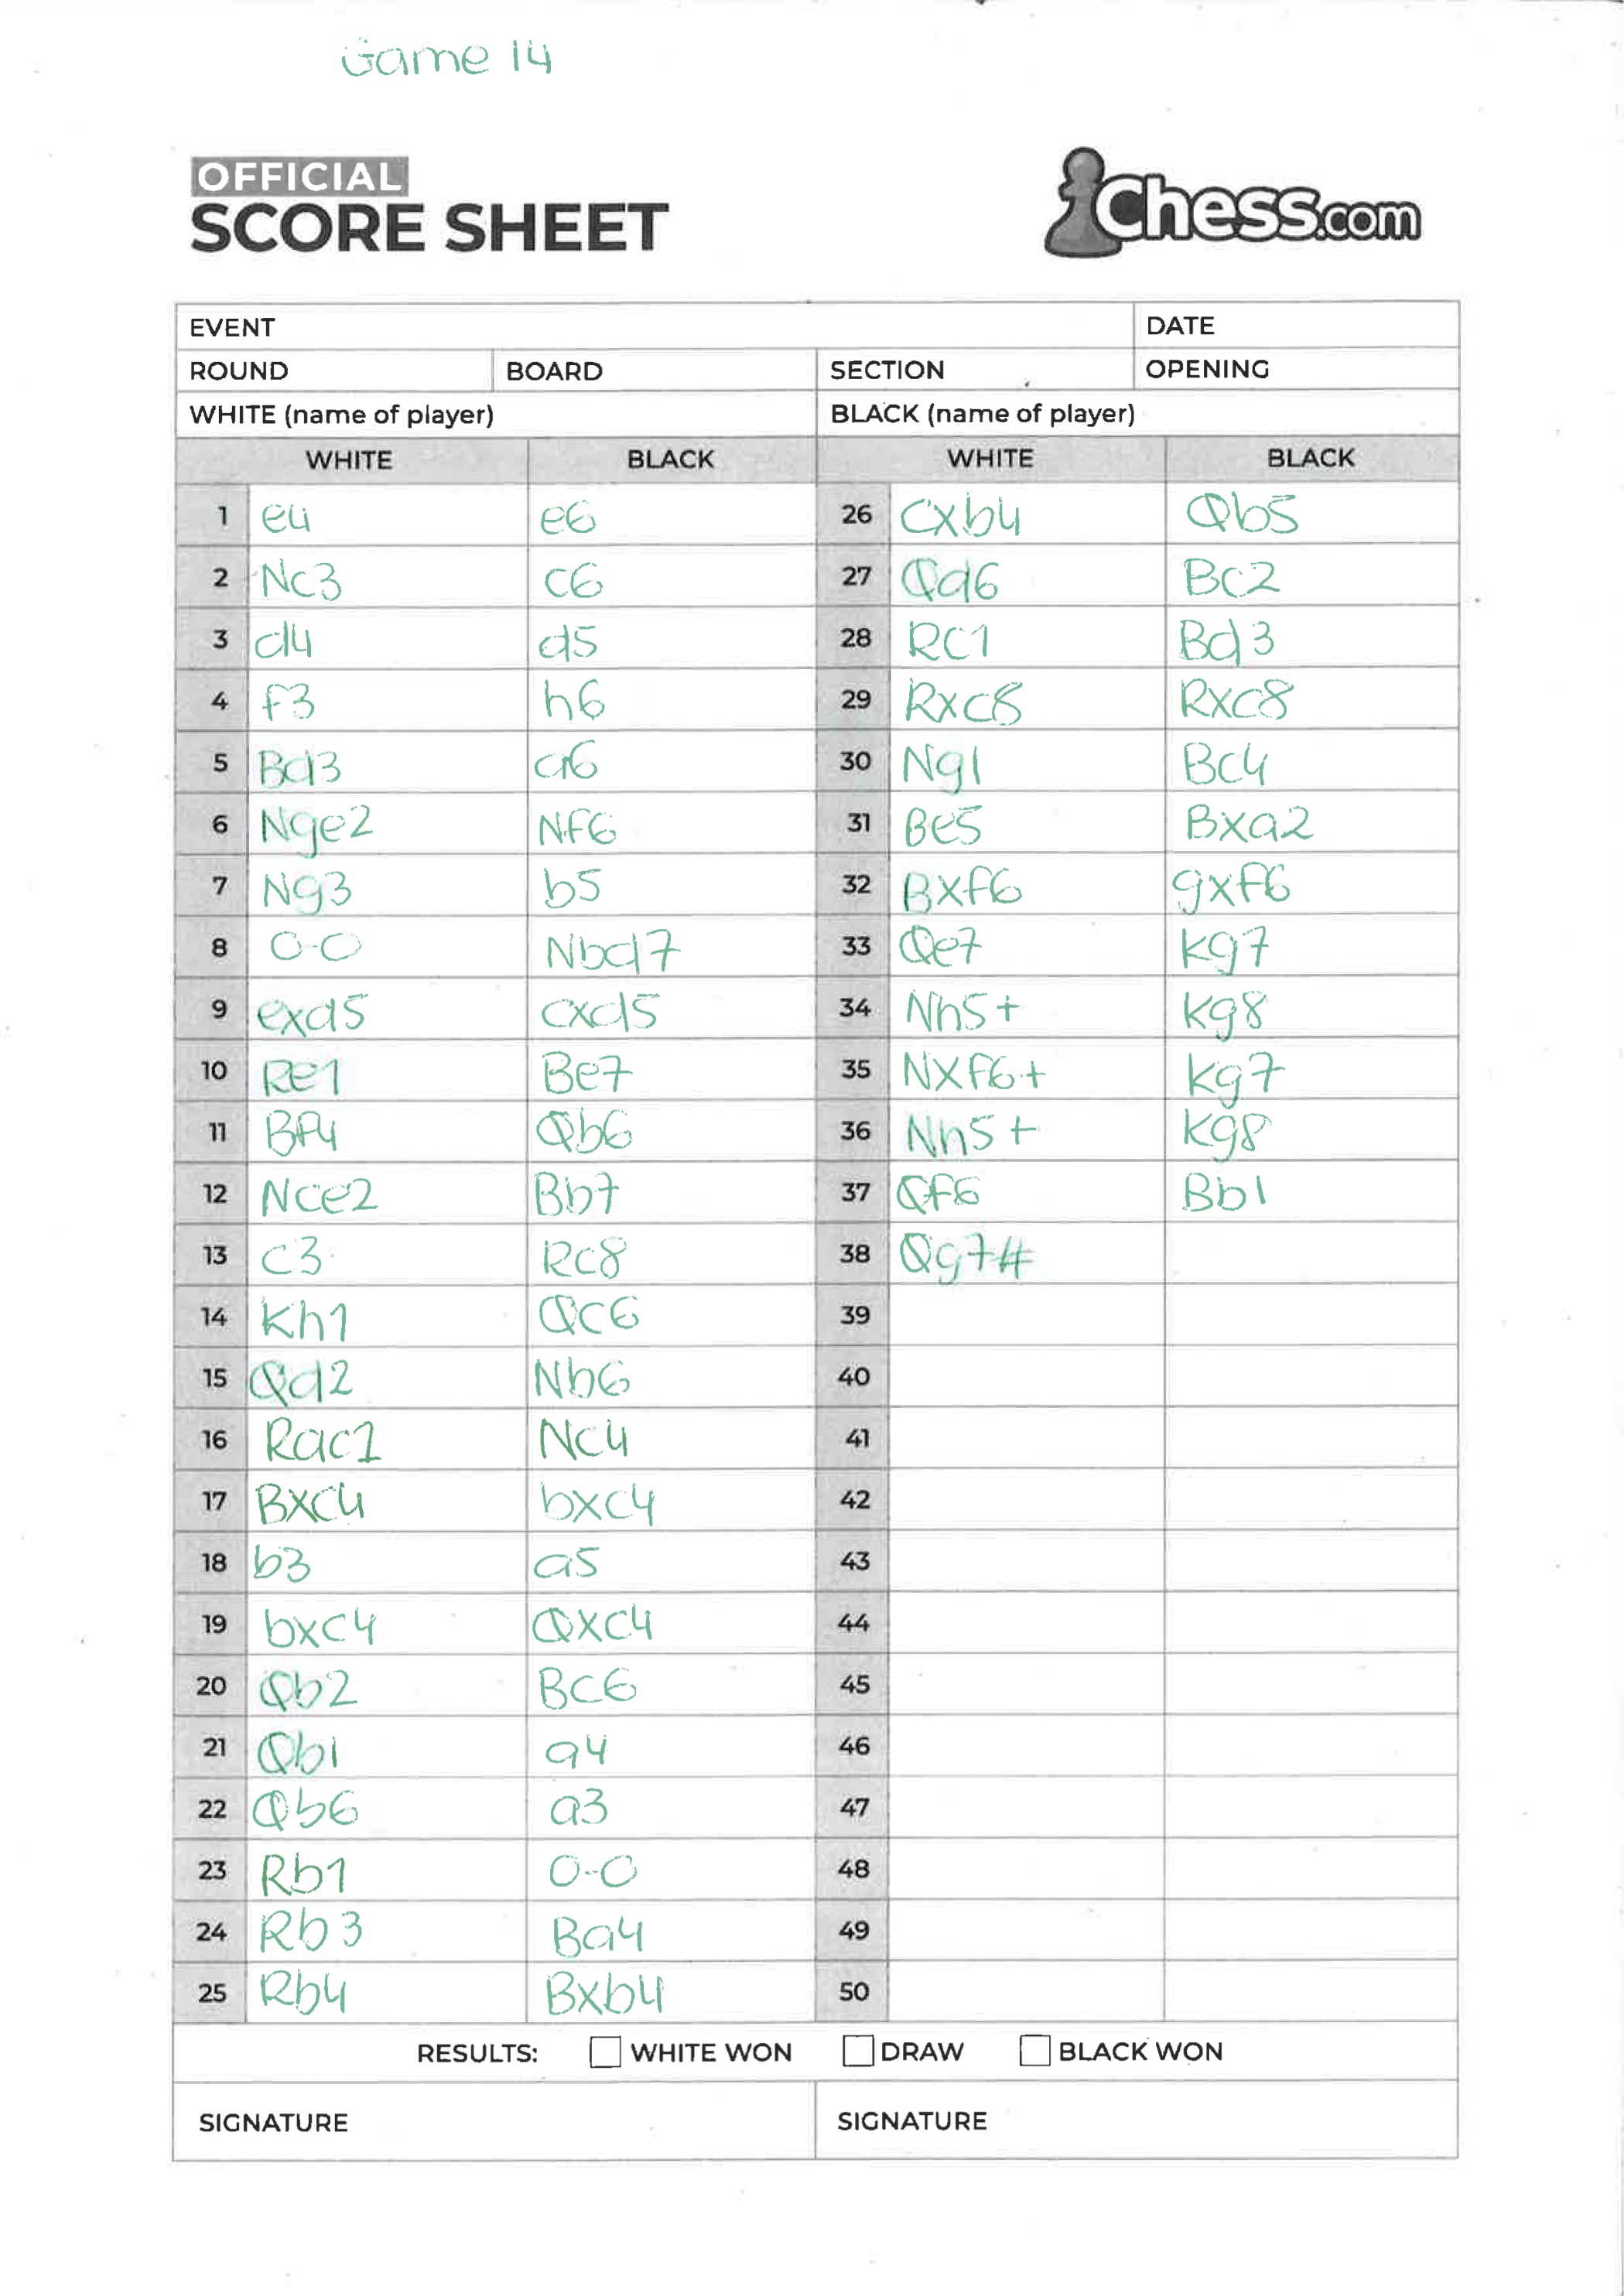 Game 14
OFFICIAL
SCORE SHEET
Chess.com
EVENT DATE
ROUND BOARD SECTION OPENING
WHITE (name of player) BLACK (name of player)
WHITE BLACK WHITE BLACK
1 e4 e6 26 Cxb4 Qb5
2 Nc3 c6 27 Qd6 Bc2
3 d4 d5 28 RC1 Bd3
4 f3 h6 29 Rxc8 Rxc8
5 Bd3 a6 30 Ng1 Bc4
6 Nge2 Nf6 31 Be5 Bxa2
7 Ng3 b5 32 Bxf6 gxf6
8 0-0 Nbd7 33 Qe7 Kg7
9 exd5 cxd5 34 Nh5+ Kg8
10 Re1 Be7 35 NXf6+ Kg7
11 Bf4 Qb6 36 Nh5+ Kg8
12 Nce2 Bb7 37 Qf6 Bb1
13 C3 Rc8 38 Qg7#
14 Kh1 Qc6 39
15 Qd2 Nb6 40
16 Rac1 Nc4 41
17 Bxc4 bxc4 42
18 b3 a5 43
19 bxc4 Qxc4 44
20 Qb2 Bc6 45
21 Qb1 a4 46
22 Qb6 a3 47
23 Rb1 0-0 48
24 Rb3 Ba4 49
25 Rb4 Bxb4 50
RESULTS: WHITE WON DRAW BLACK WON
SIGNATURE SIGNATURE